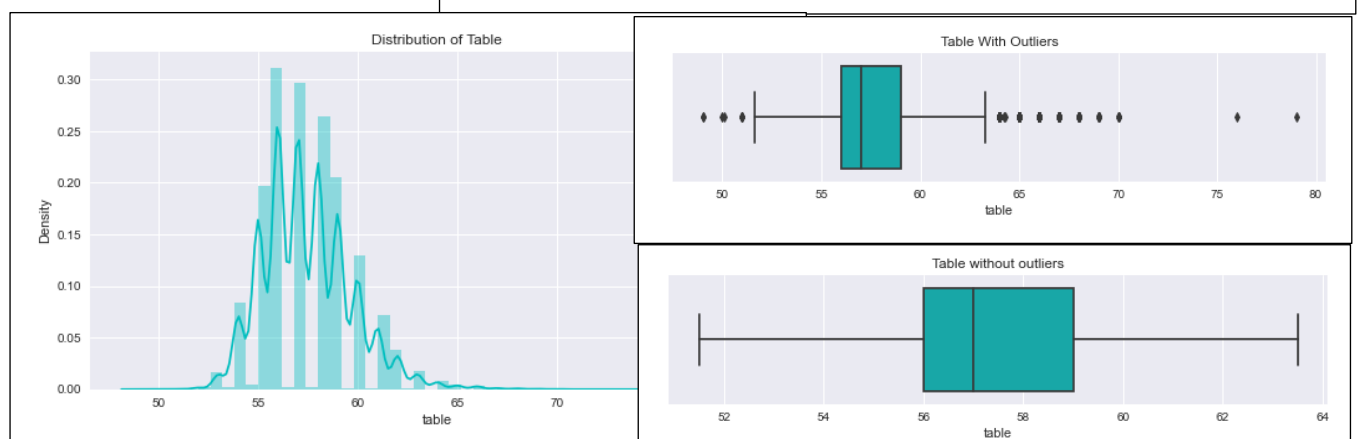 Distribution of Table
0.30
0.25
0.20
0.15
0.10
0.05
0.00
Density
50 55 60 65 70
table
Table With Outliers
50 55 60 65 70 75 80
table
Table without outliers
52 54 56 58 60 62 64
table